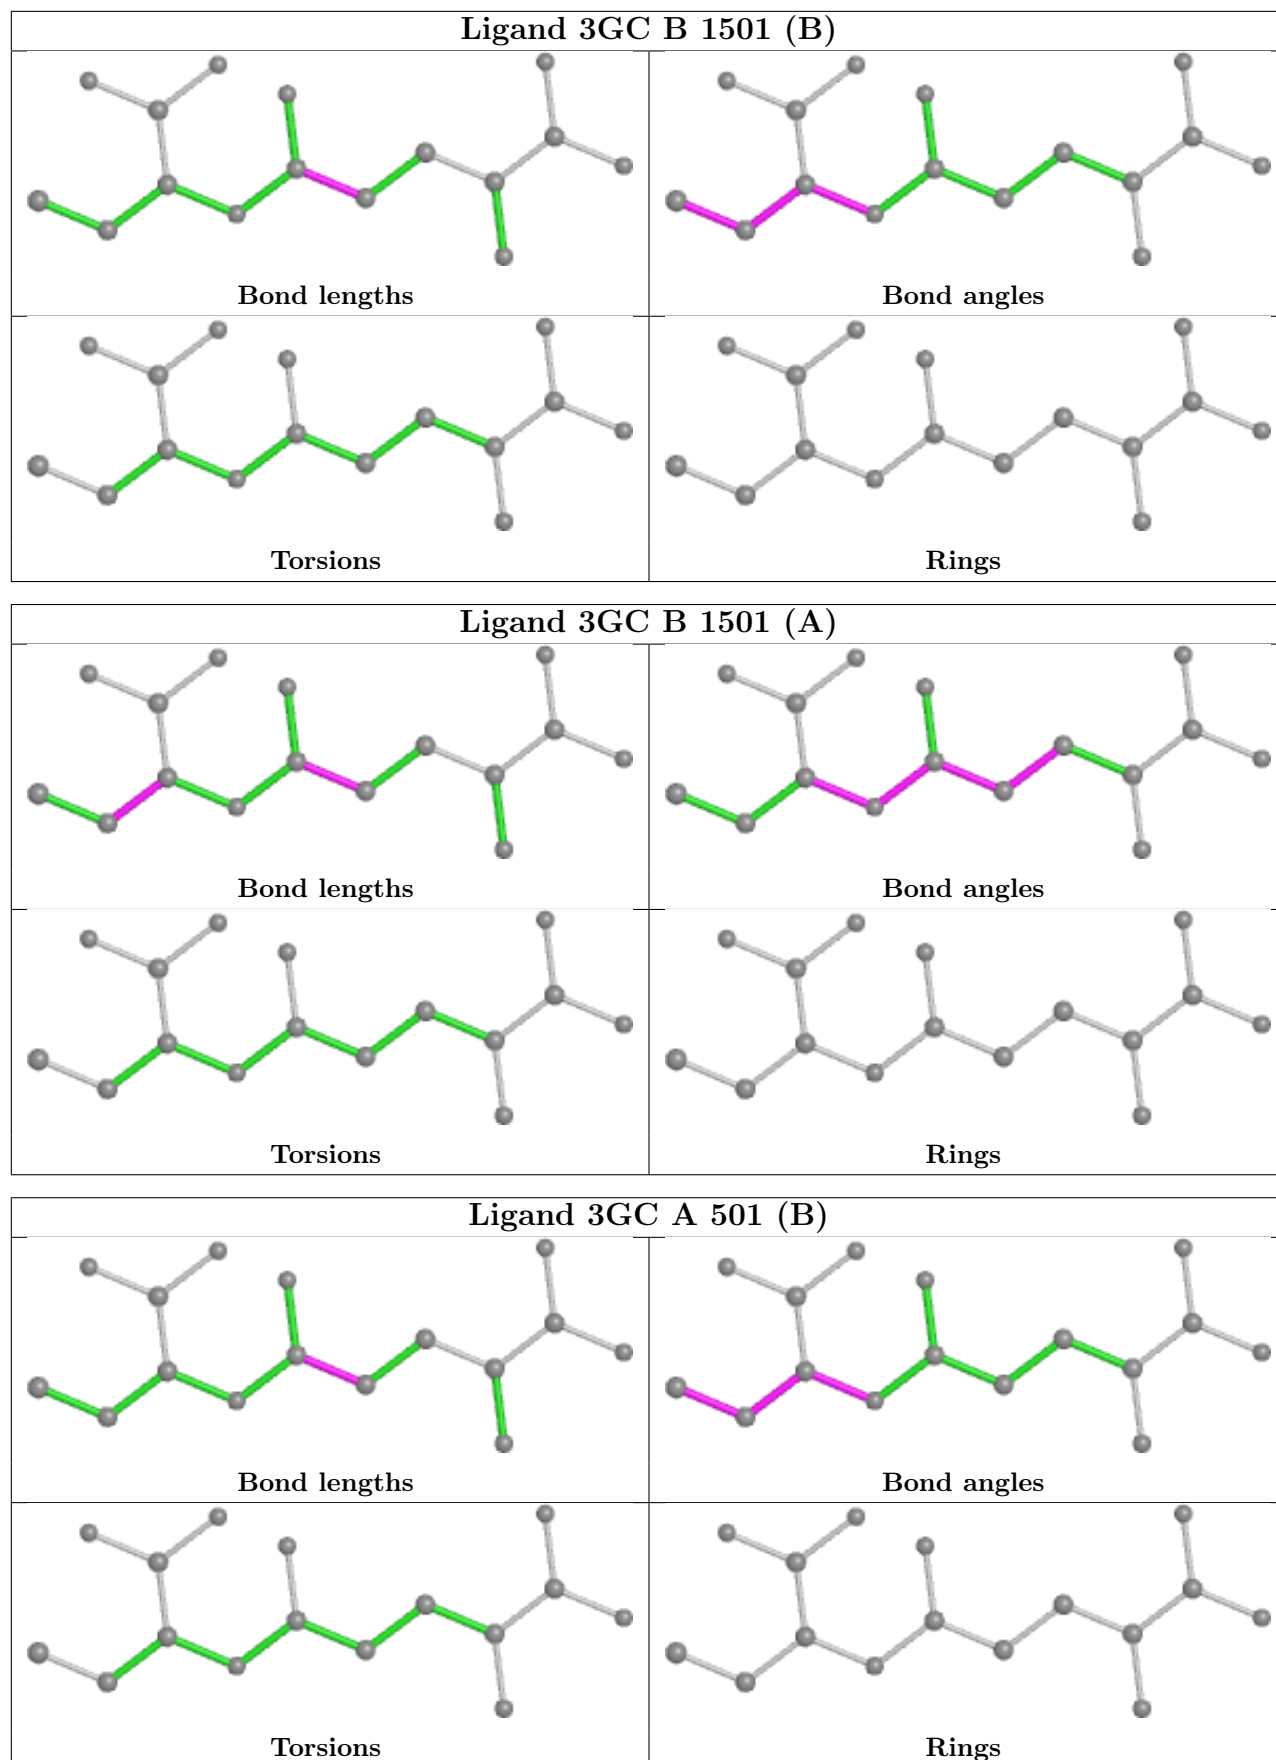 Ligand 3GC B 1501 (B)
Bond lengths
Bond angles
Torsions
Rings
Ligand 3GC B 1501 (A)
Bond lengths
Bond angles
Torsions
Rings
Ligand 3GC A 501 (B)
Bond lengths
Bond angles
Torsions
Rings